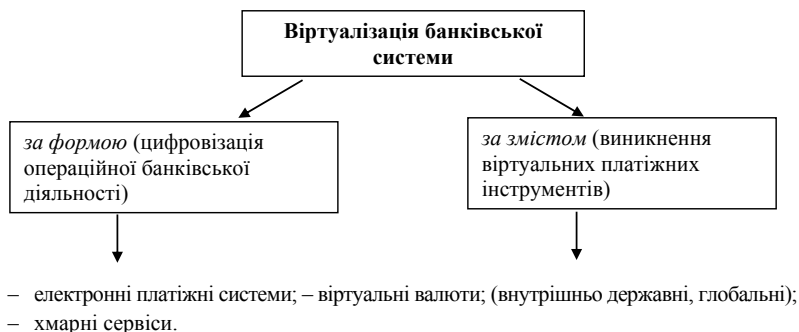 Віртуалізація банківської
системи
за формою (цифровізація
операційної банківської
діяльності)
за змістом (виникнення
віртуальних платіжних
інструментів)
– електронні платіжні системи; – віртуальні валюти; (внутрішньо державні, глобальні);
– хмарні сервіси.